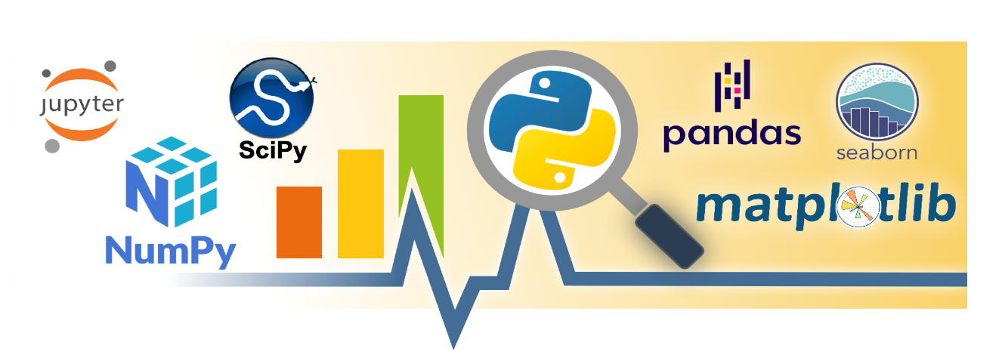 jupyter
SciPy
NumPy
pandas
seaborn
matplotlib